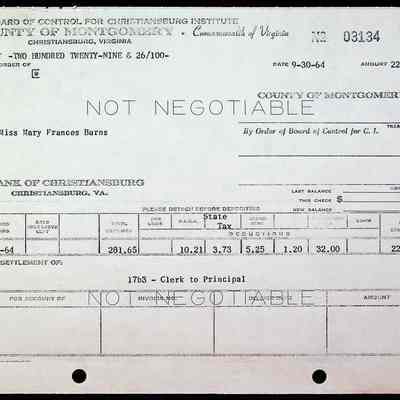 BOARD OF CONTROL FOR CHRISTIANSBURG INSTITUTE
COUNTY OF MONTGOMERY - Commonwealth of Virginia No 03134
CHRISTIANSBURG, VIRGINIA
-TWO HUNDRED TWENTY-NINE & 26/100-
ORDER OF DATE 9-30-64 AMOUNT 22
NOT NEGOTIABLE
COUNTY OF MONTGOMERY
Miss Mary Frances Barns By Order of Board of Control for C. I.
TREASURER
BANK OF CHRISTIANSBURG
CHRISTIANSBURG, VA.
LAST BALANCE
THIS CHECK $
NEW BALANCE
PLEASE DETACH BEFORE DEPOSITING
State
Tax
DEDUCTIONS
-64 281.65 10.21 3.73 5.25 1.20 32.00 22
SETTLEMENT OF:
17b3 - Clerk to Principal
NOT NEGOTIABLE
FOR ACCOUNT OF INVOICE NO. AMOUNT